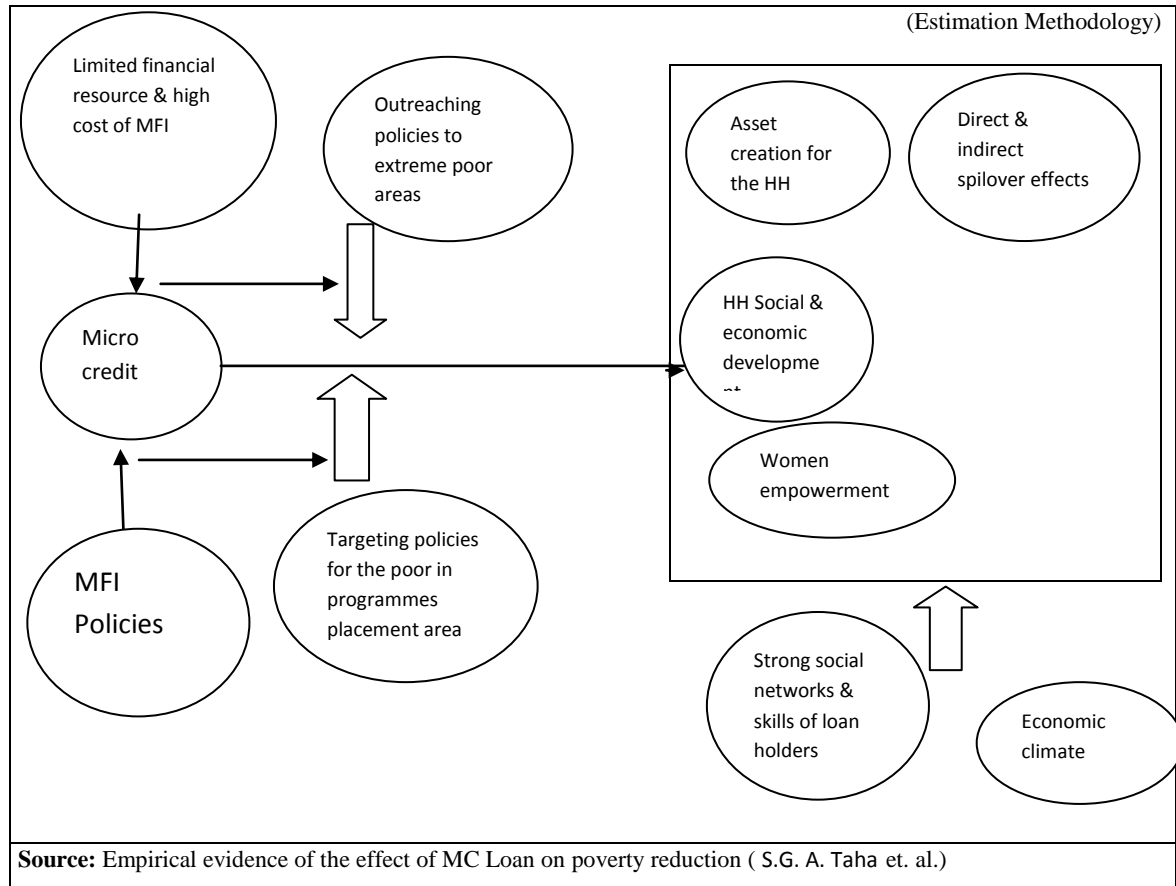 (Estimation Methodology)
Limited financial
resource & high
cost of MFI
Outreaching
policies to
extreme poor
areas
Asset
creation for
the HH
Direct &
indirect
spilover effects
Micro
credit
HH Social &
economic
developme
MFI
Policies
Targeting policies
for the poor in
programmes
placement area
Women
empowerment
Strong social
networks &
skills of loan
holders
Economic
climate
Source: Empirical evidence of the effect of MC Loan on poverty reduction ( S.G. A. Taha et. al.)